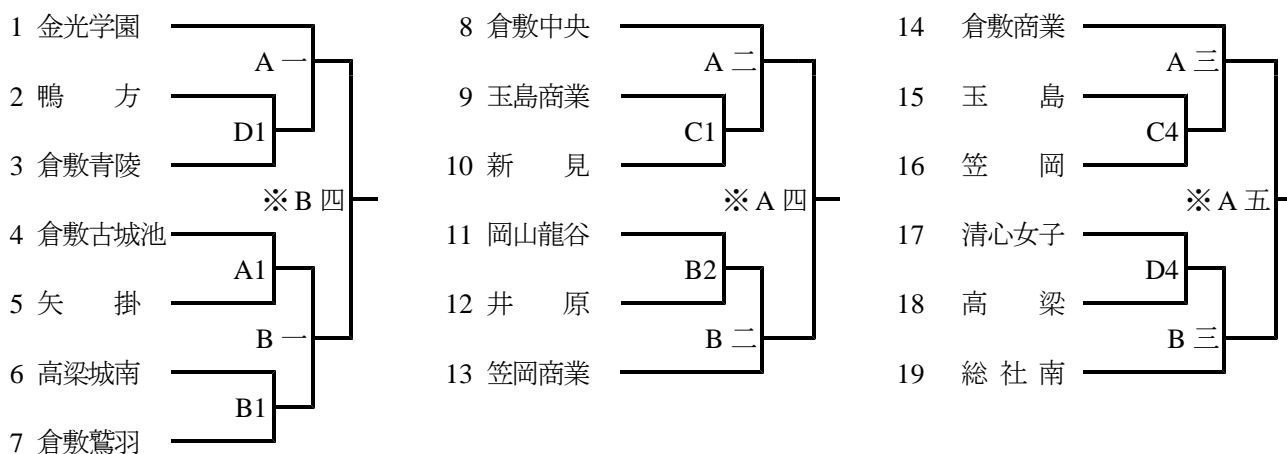 1 金光学園
A 一
2 鴨 方
D1
3 倉敷青陵
※B 四
4 倉敷古城池
A1
5 矢 掛
B 一
6 高梁城南
B1
7 倉敷鷲羽
8 倉敷中央
A 二
9 玉島商業
C1
10 新 見
※A 四
11 岡山龍谷
B2
12 井 原
B 二
13 笠岡商業
14 倉敷商業
A 三
15 玉 島
C4
16 笠 岡
※A 五
17 清心女子
D4
18 高 梁
B 三
19 総 社 南